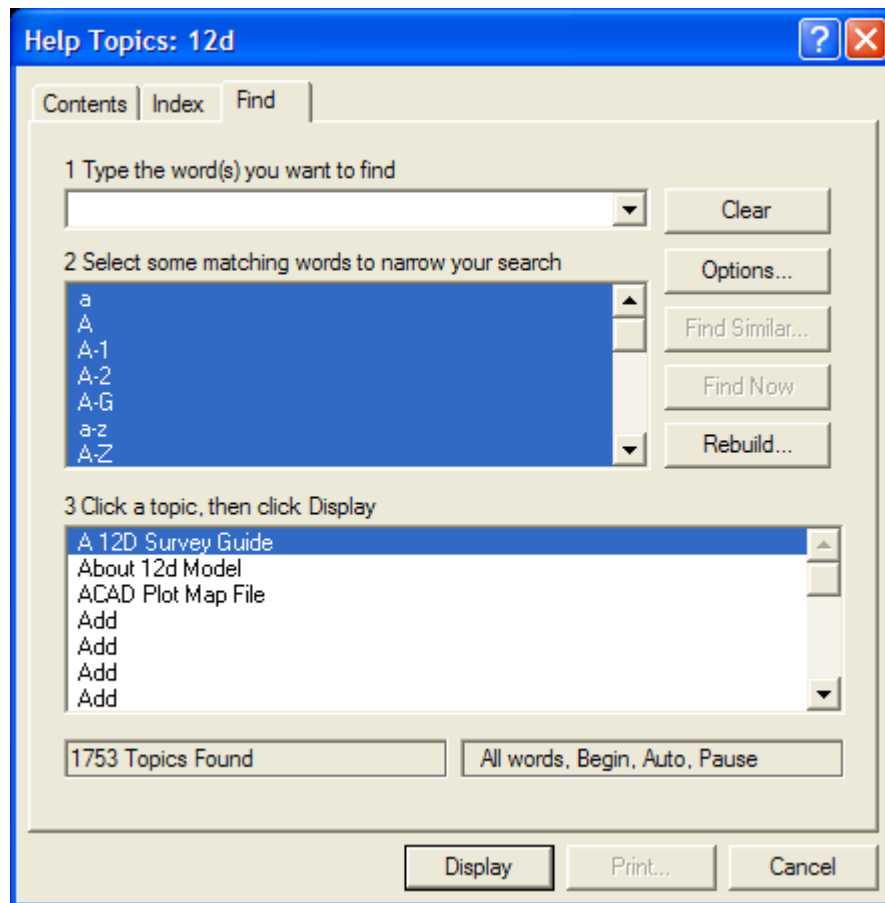 Help Topics: 12d
Contents Index Find
1 Type the word(s) you want to find
Clear
2 Select some matching words to narrow your search
Options...
a
A
A-1
A-2
A-G
a-z
A-Z
Find Similar...
Find Now
Rebuild...
3 Click a topic, then click Display
A 12D Survey Guide
About 12d Model
ACAD Plot Map File
Add
Add
Add
Add
1753 Topics Found
All words, Begin, Auto, Pause
Display Print... Cancel